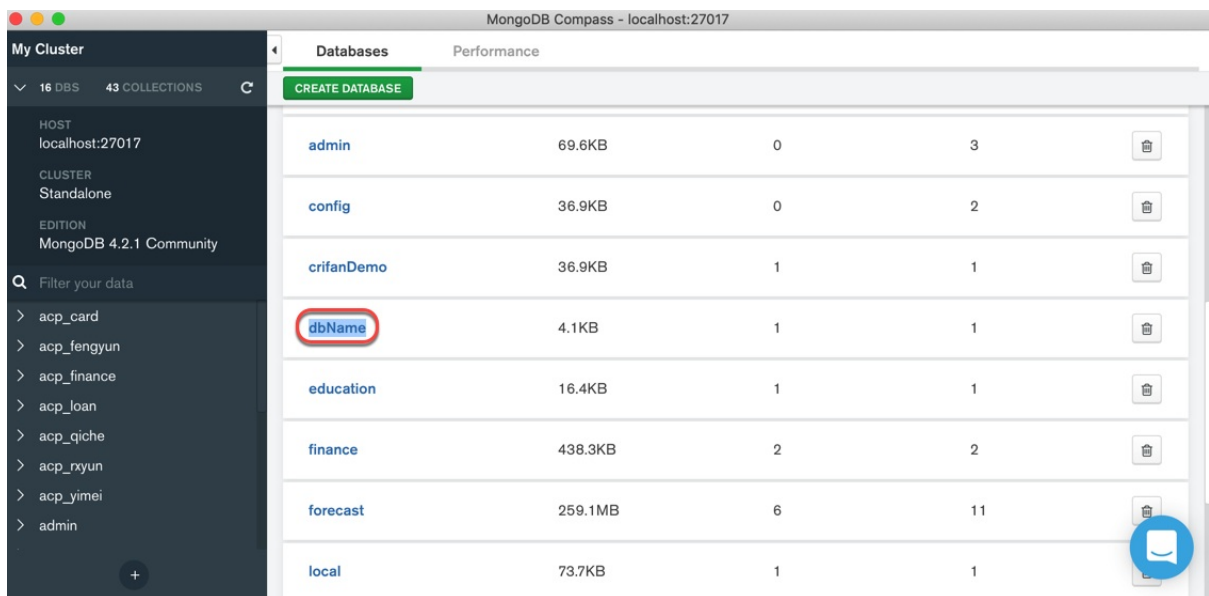 MongoDB Compass - localhost:27017
My Cluster
Databases Performance
16 DBS 43 COLLECTIONS
CREATE DATABASE
HOST
localhost:27017
CLUSTER
Standalone
EDITION
MongoDB 4.2.1 Community
Filter your data
acp_card
acp_fengyun
acp_finance
acp_loan
acp_qiche
acp_rxyun
acp_yimei
admin
+
admin 69.6KB 0 3
config 36.9KB 0 2
crifanDemo 36.9KB 1 1
dbName 4.1KB 1 1
education 16.4KB 1 1
finance 438.3KB 2 2
forecast 259.1MB 6 11
local 73.7KB 1 1